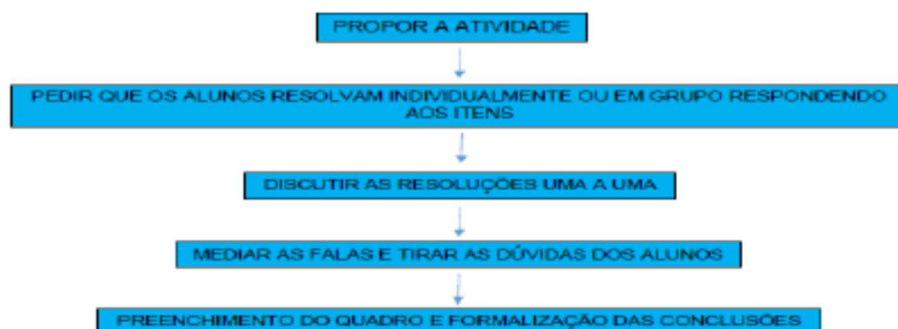 PROPOR A ATIVIDADE
PEDIR QUE OS ALUNOS RESOLVAM INDIVIDUALMENTE OU EM GRUPO RESPONDENDO
AOS ITENS
DISCUTIR AS RESOLUÇÕES UMA A UMA
MEDIAR AS FALAS E TIRAR AS DÚVIDAS DOS ALUNOS
PREENCHIMENTO DO QUADRO E FORMALIZAÇÃO DAS CONCLUSÕES